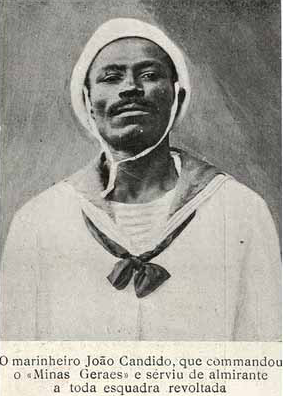 O marinheiro João Candido, que commandou
o «Minas Geraes» e serviu de almirante
a toda esquadra revoltada